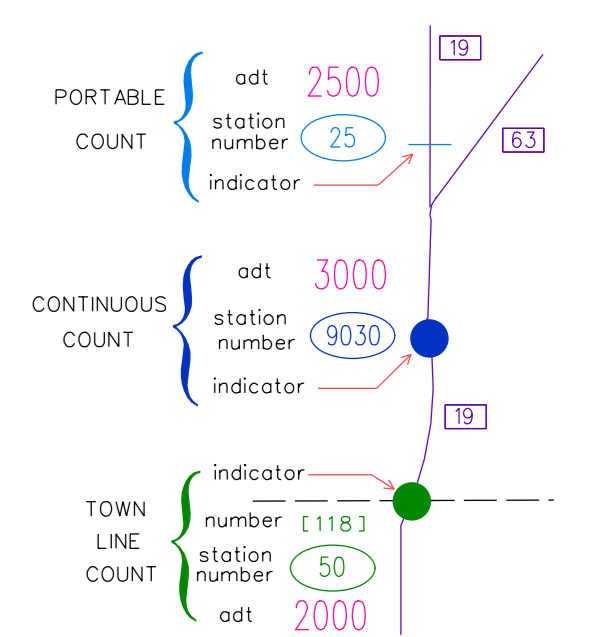 19
adt 2500
PORTABLE
COUNT
station
number 25
63
indicator
adt 3000
CONTINUOUS
COUNT
station
number 9030
indicator
19
indicator
TOWN
LINE
COUNT
number [118]
station
number 50
adt 2000